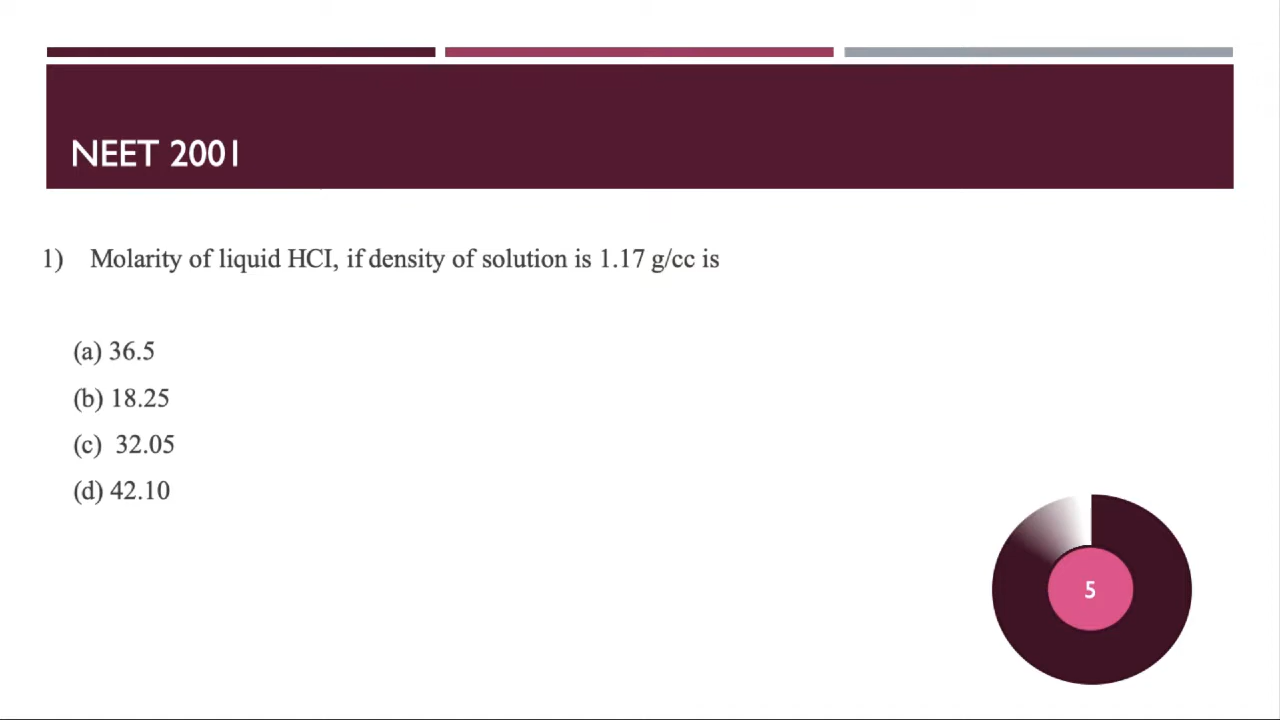 NEET 2001
1) Molarity of liquid HCI, if density of solution is 1.17 g/cc is
(a) 36.5
(b) 18.25
(c) 32.05
(d) 42.10
5